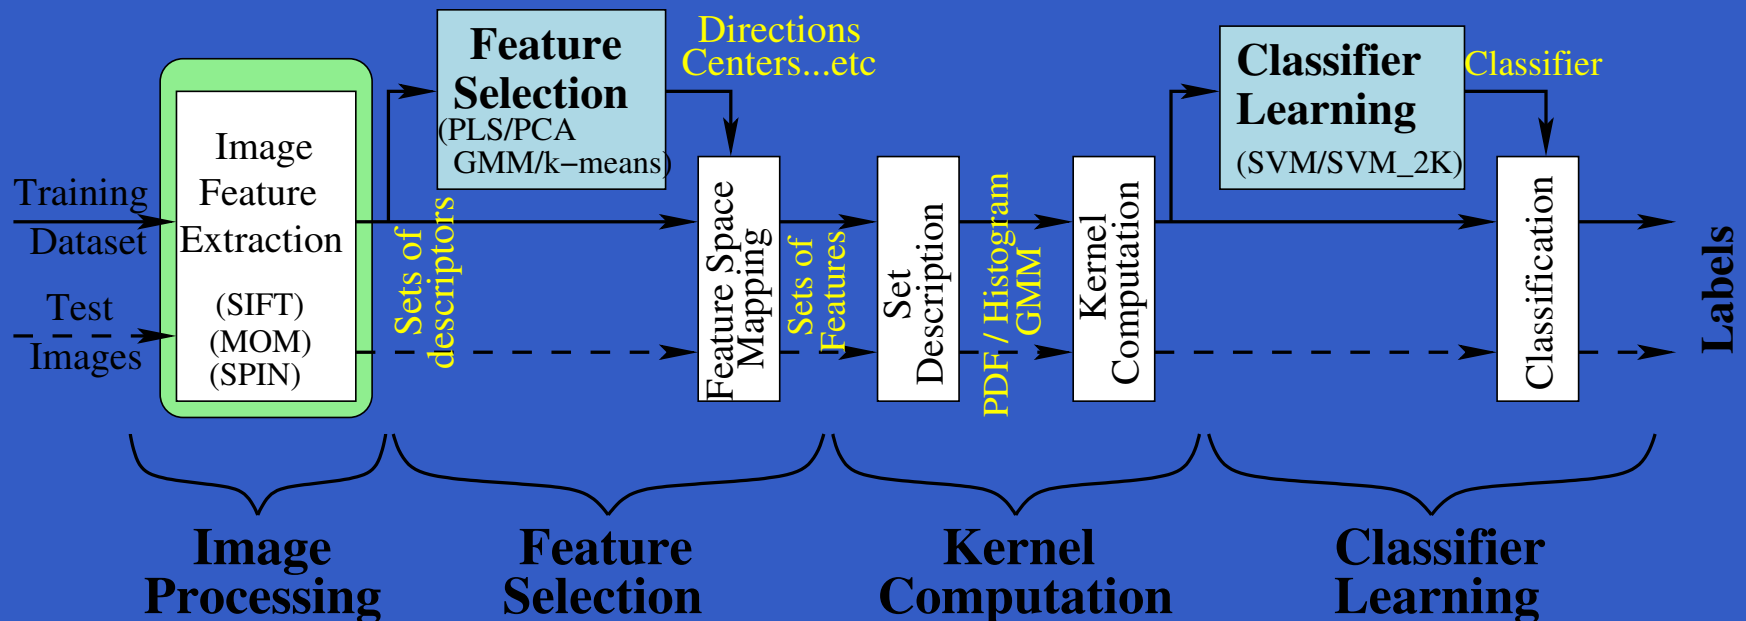 Training
Dataset
Test
Images
Image
Feature
Extraction
(SIFT)
(MOM)
(SPIN)
Sets of
descriptors
Feature
Selection
(PLS/PCA
GMM/k−means)
Directions
Centers...etc
Feature Space
Mapping
Sets of
Features
Set
Description
PDF / Histogram
GMM
Kernel
Computation
Classifier
Learning
(SVM/SVM_2K)
Classifier
Classification
Labels
Image
Processing
Feature
Selection
Kernel
Computation
Classifier
Learning